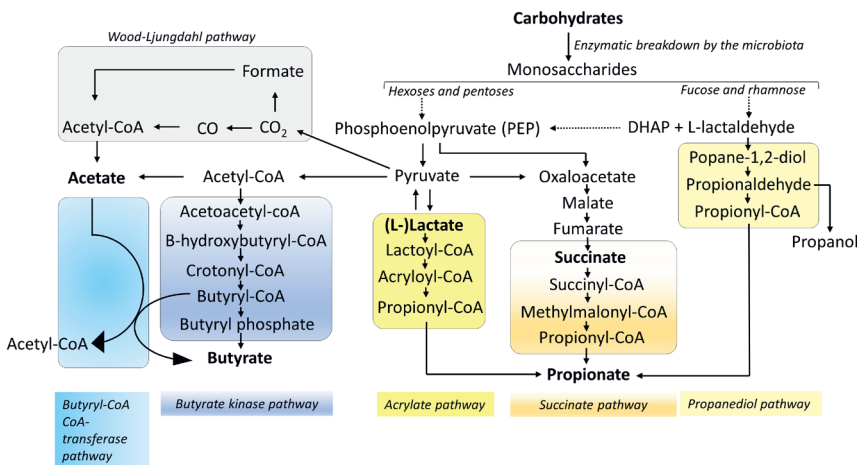 Carbohydrates
Wood-Ljungdahl pathway
Enzymatic breakdown by the microbiota
Formate
Monosaccharides
Hexoses and pentoses
Fucose and rhamnose
Acetyl-CoA
CO
CO2
Phosphoenolpyruvate (PEP)
DHAP + L-lactaldehyde
Popane-1,2-diol
Propionaldehyde
Propionyl-CoA
Propanol
Acetate
Acetyl-CoA
Pyruvate
Oxaloacetate
Malate
Fumarate
Acetoacetyl-coA
B-hydroxybutyryl-CoA
Crotonyl-CoA
Butyryl-CoA
Butyryl phosphate
Butyrate
Acetyl-CoA
(L-)Lactate
Lactoyl-CoA
Acryloyl-CoA
Propionyl-CoA
Succinate
Succinyl-CoA
Methylmalonyl-CoA
Propionyl-CoA
Propionate
Butyryl-CoA
CoA-
transferase
pathway
Butyrate kinase pathway
Acrylate pathway
Succinate pathway
Propanediol pathway